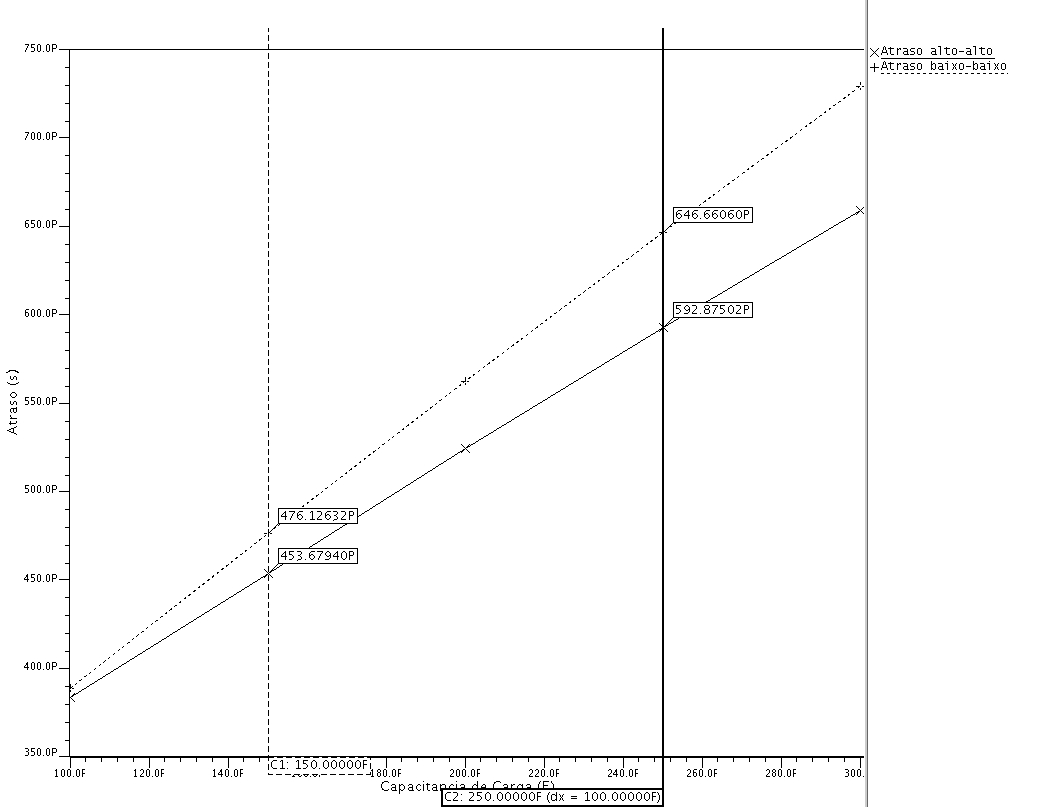 750.0P
700.0P
650.0P
600.0P
550.0P
500.0P
450.0P
400.0P
350.0P
Atraso (s)
646.66060P
592.87502P
476.12632P
453.67940P
100.0F 120.0F 140.0F 180.0F 200.0F 220.0F 240.0F 260.0F 280.0F 300.
C1: 150.00000F
Capacitancia de Carga (F)
C2: 250.00000F (dx = 100.00000F)
Atraso alto-alto
Atraso baixo-baixo